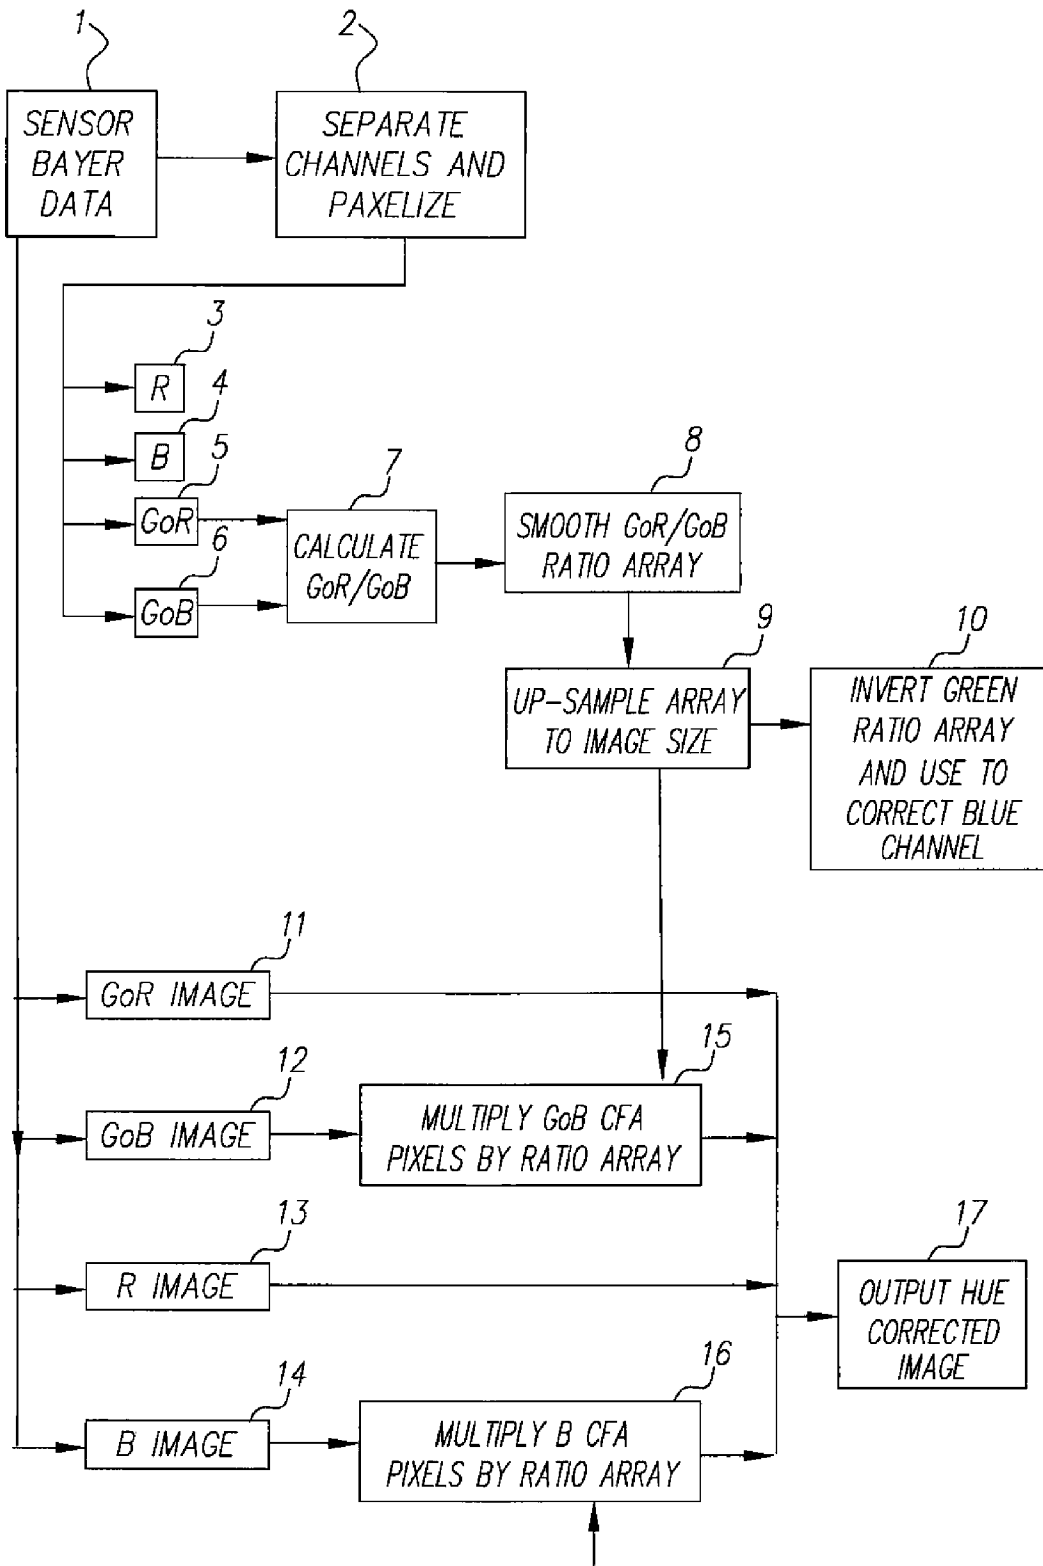 1
2
SENSOR
BAYER
DATA
SEPARATE
CHANNELS AND
PAXELIZE
3
R
4
B
5
GoR
6
GoB
7
CALCULATE
GoR/GoB
8
SMOOTH GoR/GoB
RATIO ARRAY
9
UP-SAMPLE ARRAY
TO IMAGE SIZE
10
INVERT GREEN
RATIO ARRAY
AND USE TO
CORRECT BLUE
CHANNEL
11
GoR IMAGE
12
GoB IMAGE
15
MULTIPLY GoB CFA
PIXELS BY RATIO ARRAY
13
R IMAGE
17
OUTPUT HUE
CORRECTED
IMAGE
14
B IMAGE
16
MULTIPLY B CFA
PIXELS BY RATIO ARRAY